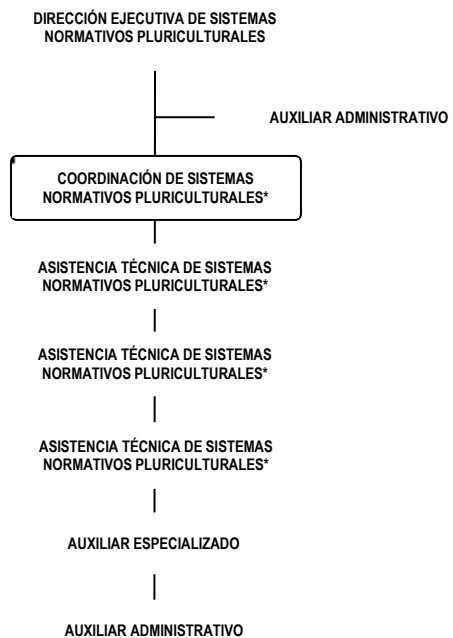 DIRECCIÓN EJECUTIVA DE SISTEMAS
NORMATIVOS PLURICULTURALES
AUXILIAR ADMINISTRATIVO
COORDINACIÓN DE SISTEMAS
NORMATIVOS PLURICULTURALES*
ASISTENCIA TÉCNICA DE SISTEMAS
NORMATIVOS PLURICULTURALES*
ASISTENCIA TÉCNICA DE SISTEMAS
NORMATIVOS PLURICULTURALES*
ASISTENCIA TÉCNICA DE SISTEMAS
NORMATIVOS PLURICULTURALES*
AUXILIAR ESPECIALIZADO
AUXILIAR ADMINISTRATIVO